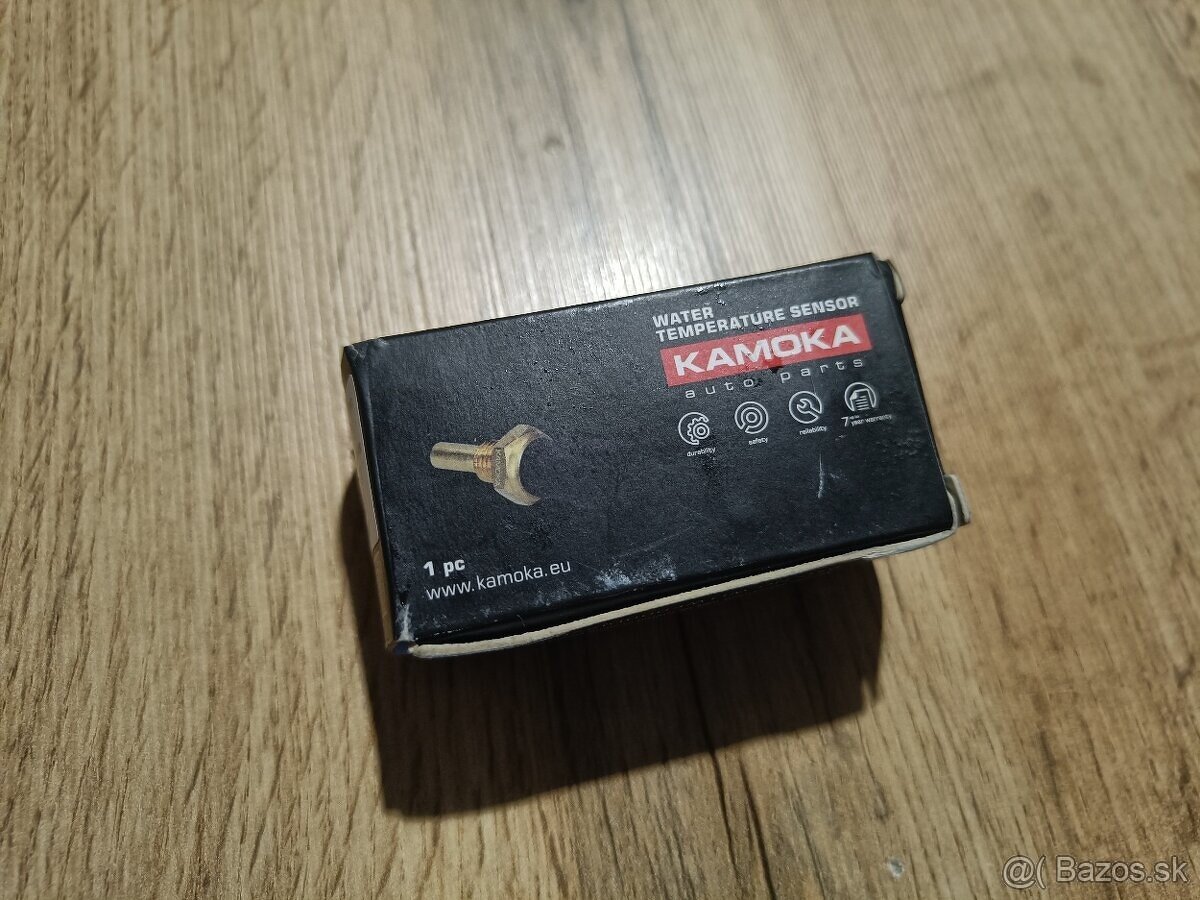 WATER
TEMPERATURE SENSOR
KAMOKA
auto parts
durability
safety
reliability
7 year warranty
1 pc
www.kamoka.eu
@( Bazos.sk